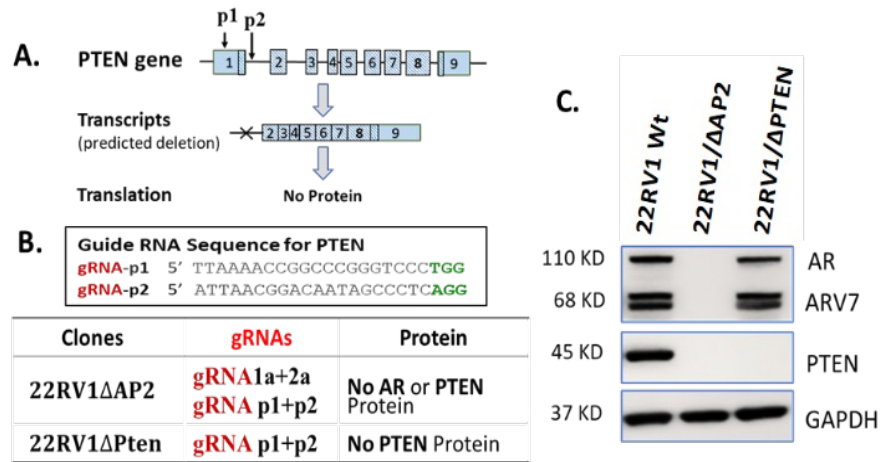 p1 p2
A. PTEN gene
1 2 3 4 5 6 7 8 9
Transcripts
(predicted deletion)
2 3 4 5 6 7 8 9
Translation No Protein
B.
Guide RNA Sequence for PTEN
gRNA-p1 5' TTAAAACCGGCCCGGGTCCCTGG
gRNA-p2 5' ATTAACGGACAATAGCCCTCAGG
Clones gRNAs Protein
22RV1ΔAP2 gRNA1a+2a No AR or PTEN
gRNA p1+p2 Protein
22RV1ΔPten gRNA p1+p2 No PTEN Protein
C.
22RV1 Wt
22RV1/ΔAP2
22RV1/ΔPTEN
110 KD AR
68 KD ARV7
45 KD PTEN
37 KD GAPDH